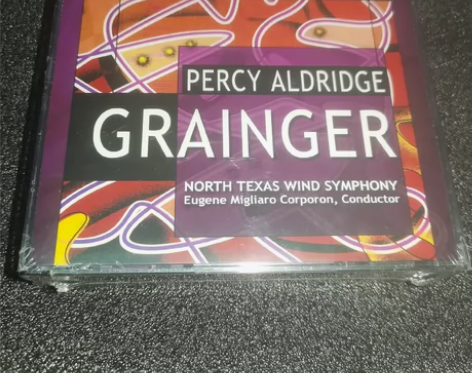 PERCY ALDRIDGE
GRAINGER
NORTH TEXAS WIND SYMPHONY
Eugene Migliaro Corporon, Conductor